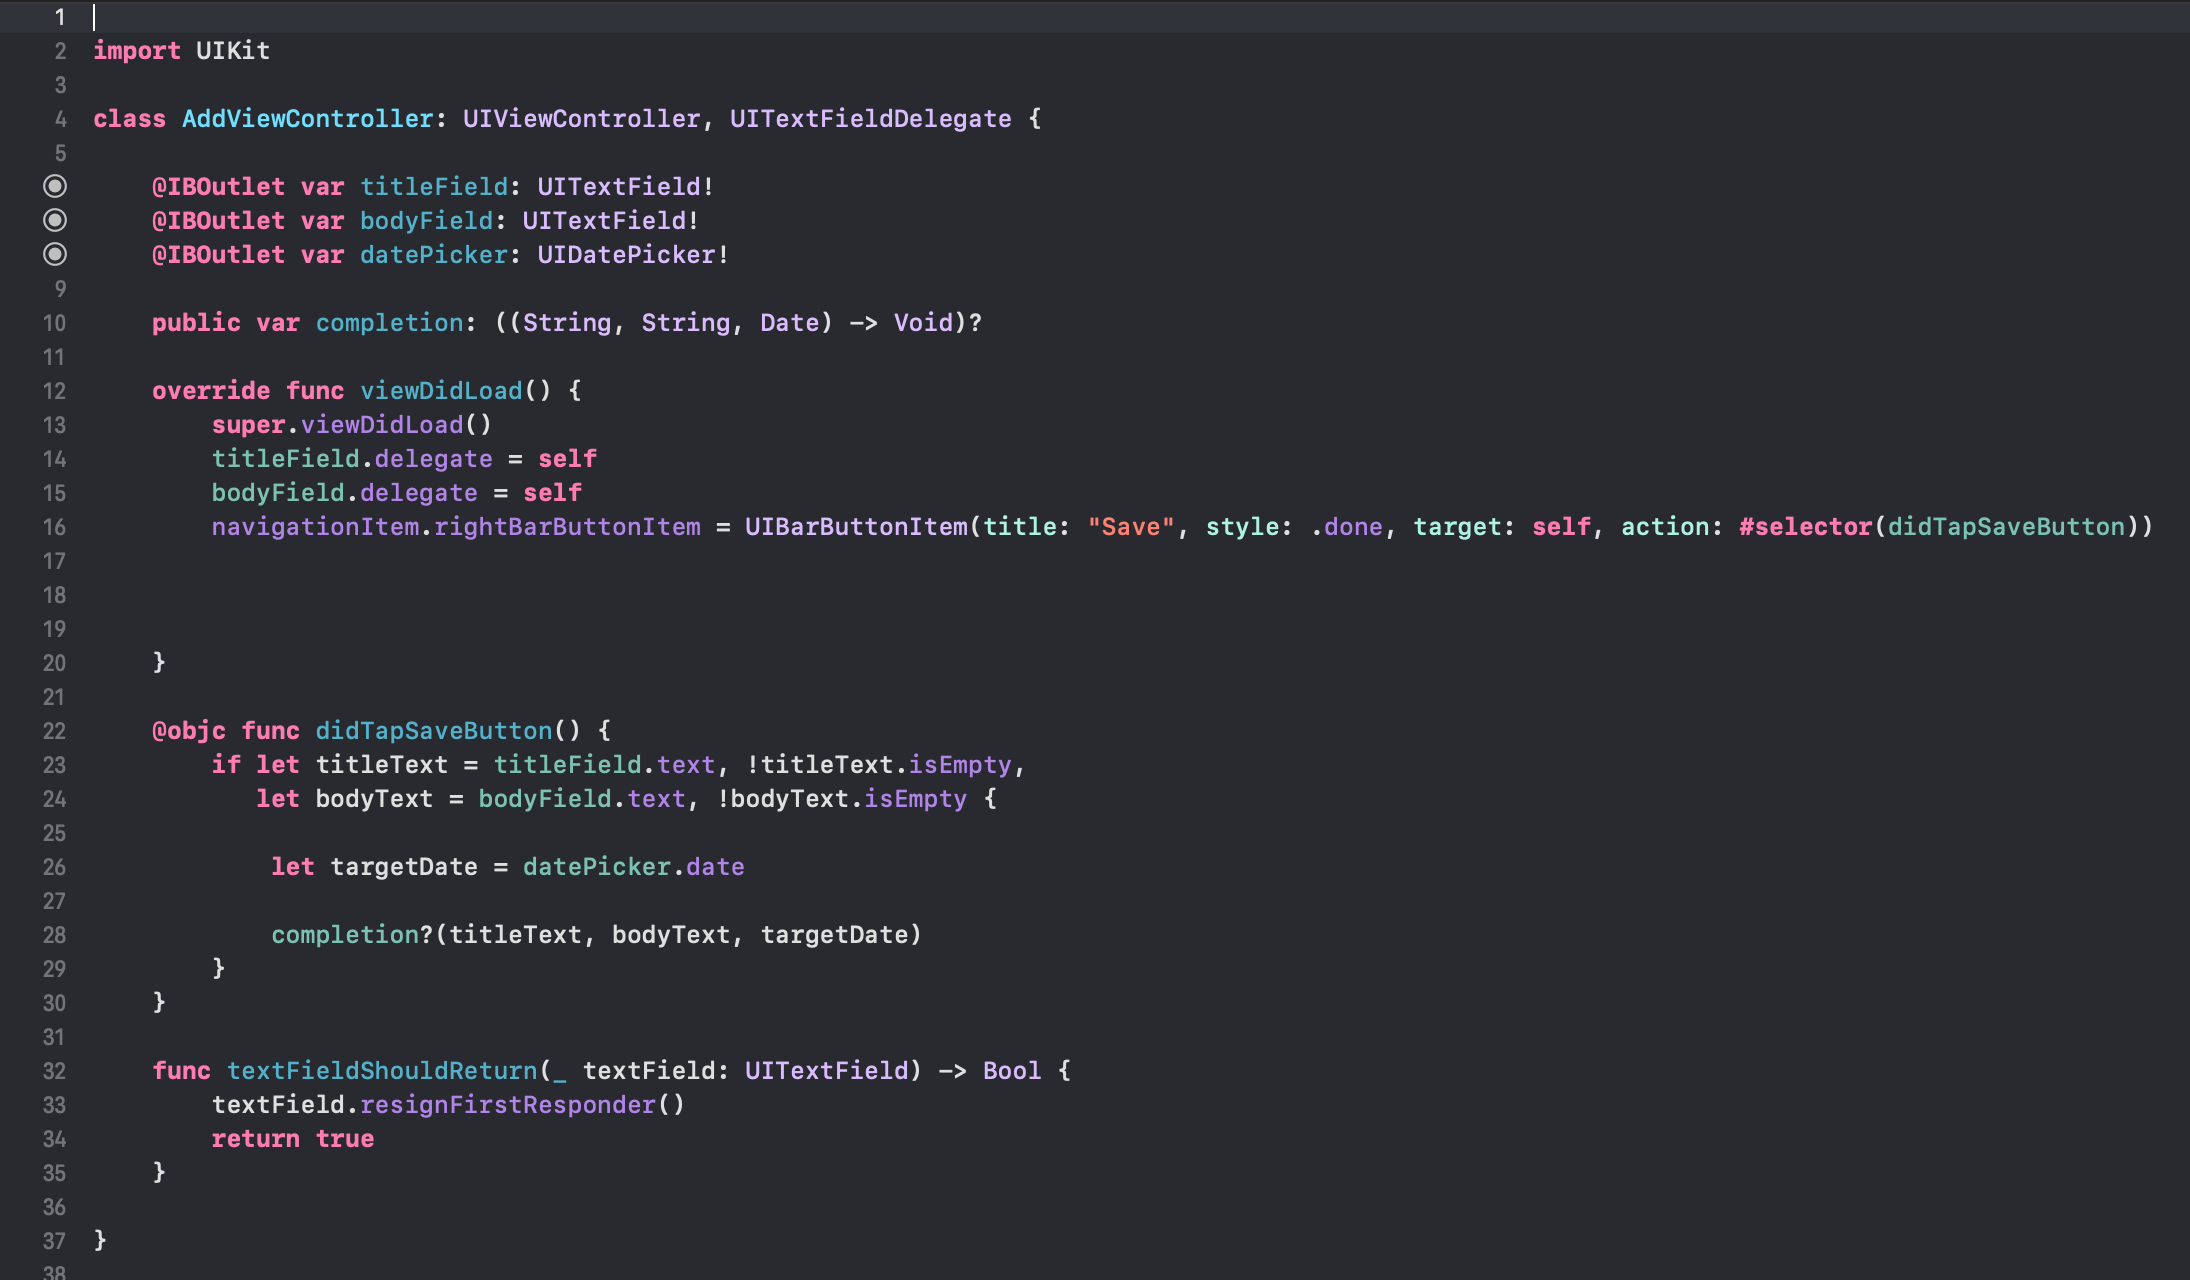 1
2 import UIKit
3
4 class AddViewController: UIViewController, UITextFieldDelegate {
5
@IBOutlet var titleField: UITextField!
@IBOutlet var bodyField: UITextField!
@IBOutlet var datePicker: UIDatePicker!
9
10 public var completion: ((String, String, Date) -> Void)?
11
12 override func viewDidLoad() {
13 super.viewDidLoad()
14 titleField.delegate = self
15 bodyField.delegate = self
16 navigationItem.rightBarButtonItem = UIBarButtonItem(title: "Save", style: .done, target: self, action: #selector(didTapSaveButton))
17
18
19
20 }
21
22 @objc func didTapSaveButton() {
23 if let titleText = titleField.text, !titleText.isEmpty,
24 let bodyText = bodyField.text, !bodyText.isEmpty {
25
26 let targetDate = datePicker.date
27
28 completion?(titleText, bodyText, targetDate)
29 }
30 }
31
32 func textFieldShouldReturn(_ textField: UITextField) -> Bool {
33 textField.resignFirstResponder()
34 return true
35 }
36
37 }
38